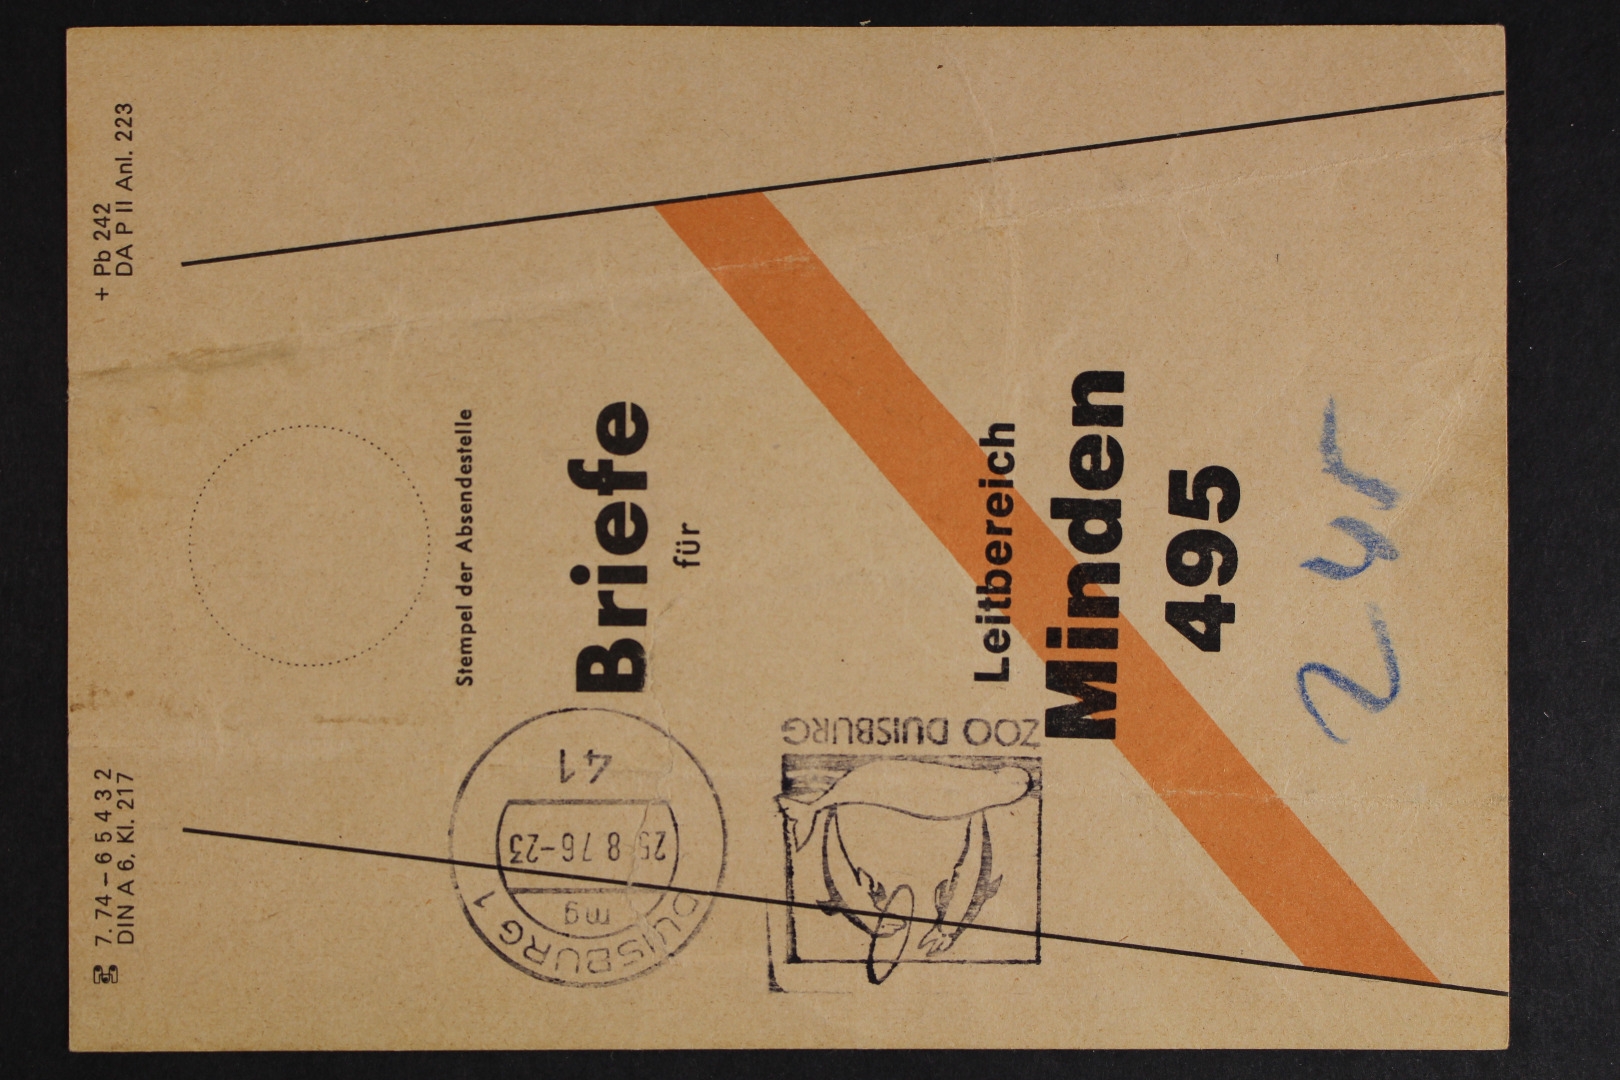 7. 74 – 6 5 4 3 2
DIN A 6, Kl. 217
+ Pb 242
DA P II Anl. 223
Stempel der Absendestelle
Briefe
für
Leitbereich
Minden
495
DUISBURG 1
mg
25.8.76-23
41
ZOO DUISBURG